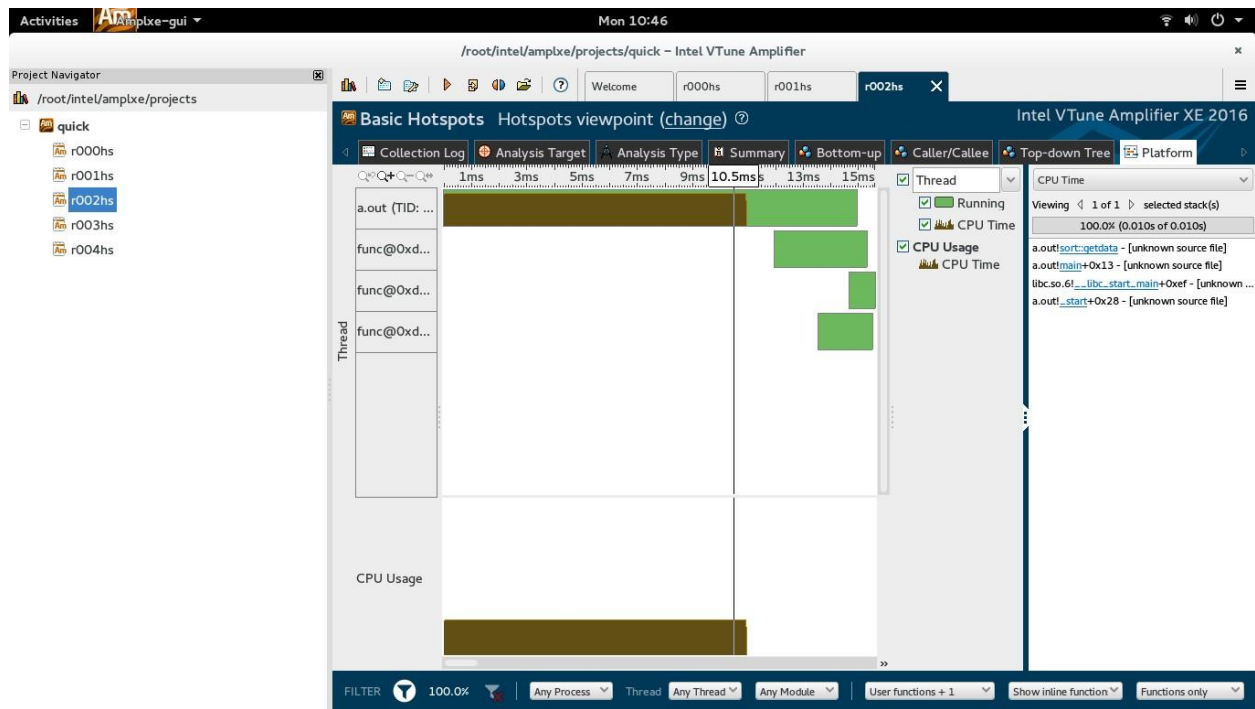 Activities Amplxe-gui Mon 10:46
/root/intel/amplxe/projects/quick – Intel VTune Amplifier
Project Navigator
/root/intel/amplxe/projects
quick
r000hs
r001hs
r002hs
r003hs
r004hs
Welcome r000hs r001hs r002hs
Basic Hotspots Hotspots viewpoint (change)
Intel VTune Amplifier XE 2016
Collection Log Analysis Target Analysis Type Summary Bottom-up Caller/Callee Top-down Tree Platform
1ms 3ms 5ms 7ms 9ms 10.5ms 13ms 15ms
Thread
a.out (TID: ...
func@0xd...
func@0xd...
func@0xd...
CPU Usage
Thread
Running
CPU Time
CPU Usage
CPU Time
CPU Time
Viewing 1 of 1 selected stack(s)
100.0% (0.010s of 0.010s)
a.out!sort::getdata - [unknown source file]
a.out!main+0x13 - [unknown source file]
libc.so.6!__libc_start_main+0xef - [unknown ...
a.out!_start+0x28 - [unknown source file]
FILTER 100.0% Any Process Thread Any Thread Any Module User functions + 1 Show inline function Functions only